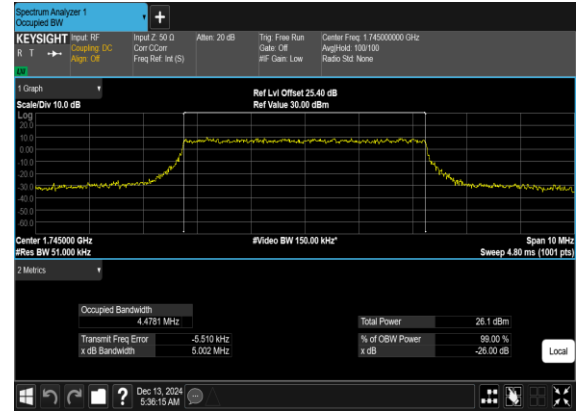 Spectrum Analyzer 1
Occupied BW
KEYSIGHT
R T
LV
Input: RF
Coupling: DC
Align: Off
Input Z: 50 Ω
Corr CCorr
Freq Ref: Int (S)
Atten: 20 dB
Trig: Free Run
Gate: Off
#IF Gain: Low
Center Freq: 1.745000000 GHz
Avg|Hold: 100/100
Radio Std: None
1 Graph
Scale/Div 10.0 dB
Ref Lvl Offset 25.40 dB
Ref Value 30.00 dBm
Log
20.0
10.0
0.00
-10.0
-20.0
-30.0
-40.0
-50.0
-60.0
Center 1.745000 GHz
#Res BW 51.000 kHz
#Video BW 150.00 kHz*
Span 10 MHz
Sweep 4.80 ms (1001 pts)
2 Metrics
Occupied Bandwidth
4.4781 MHz
Transmit Freq Error -5.510 kHz
x dB Bandwidth 5.002 MHz
Total Power 26.1 dBm
% of OBW Power 99.00 %
x dB -26.00 dB
Local
?
Dec 13, 2024
5:36:15 AM